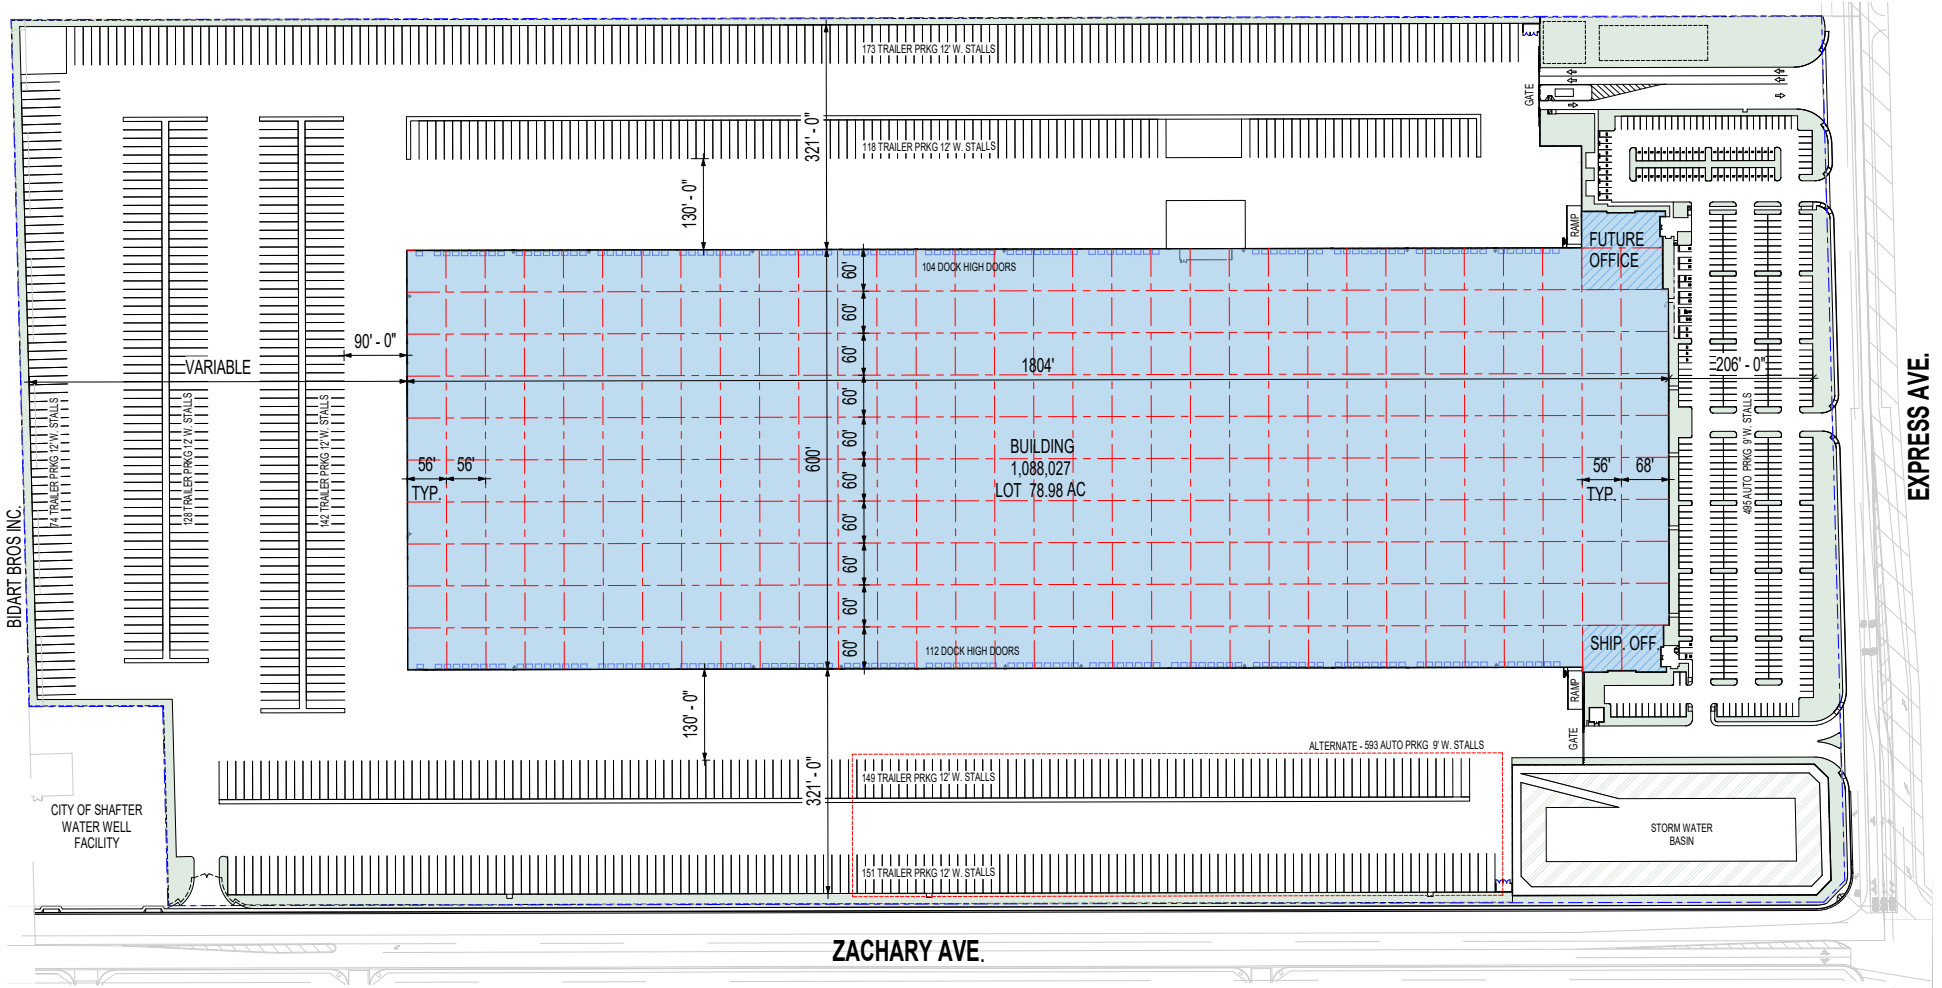 173 TRAILER PRKG 12' W. STALLS
GATE
321' - 0"
118 TRAILER PRKG 12' W. STALLS
130' - 0"
RAMP
FUTURE
OFFICE
104 DOCK HIGH DOORS
60'
60'
60'
60'
60'
60'
60'
60'
60'
60'
90' - 0"
VARIABLE
1804'
206' - 0"
EXPRESS AVE.
74 TRAILER PRKG 12' W. STALLS
128 TRAILER PRKG 12' W. STALLS
142 TRAILER PRKG 12' W. STALLS
495 AUTO PRKG 9' W. STALLS
BUILDING
1,088,027
LOT 78.98 AC
600'
56'
56'
TYP.
56'
68'
TYP.
BIDART BROS INC.
112 DOCK HIGH DOORS
SHIP. OFF.
RAMP
130' - 0"
GATE
ALTERNATE - 593 AUTO PRKG 9' W. STALLS
149 TRAILER PRKG 12' W. STALLS
321' - 0"
CITY OF SHAFTER
WATER WELL
FACILITY
STORM WATER
BASIN
151 TRAILER PRKG 12' W. STALLS
ZACHARY AVE.